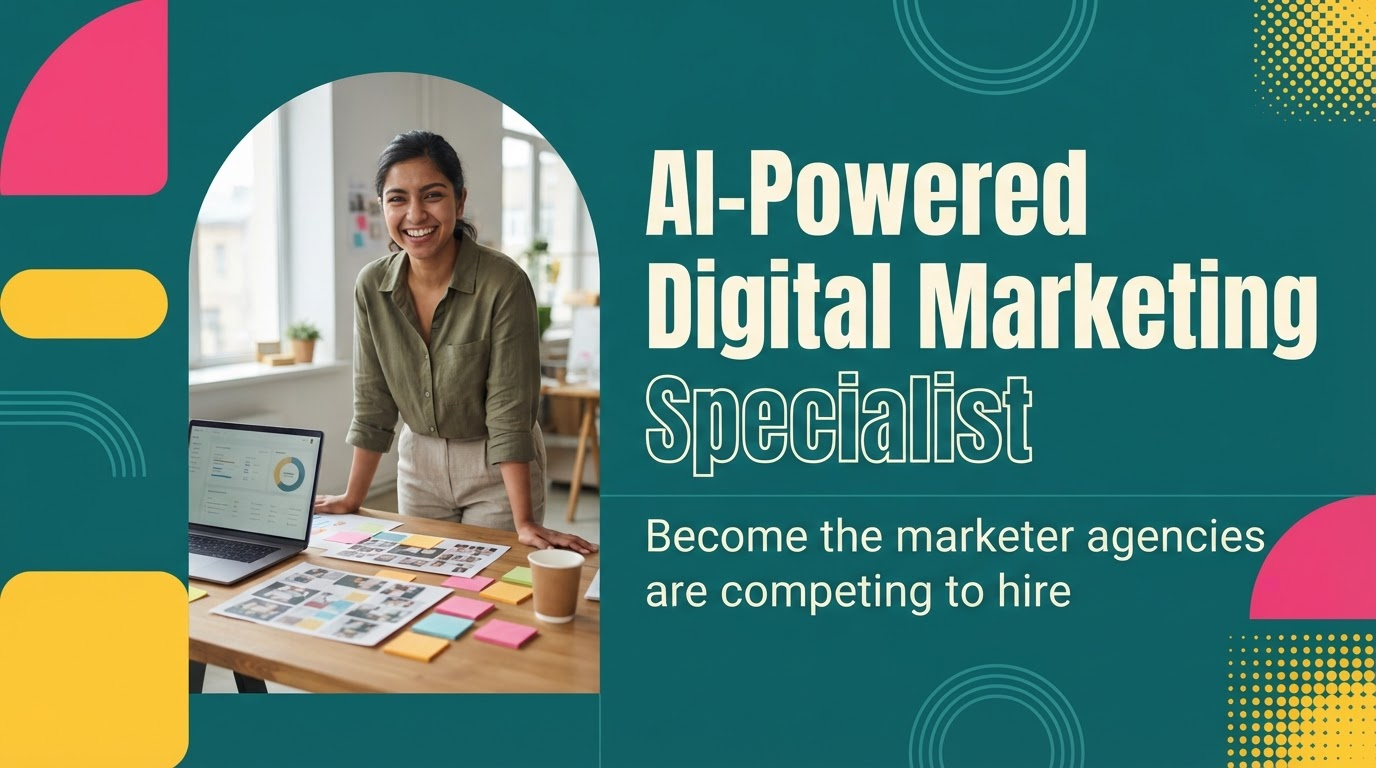 AI-Powered
Digital Marketing
Specialist
Become the marketer agencies
are competing to hire